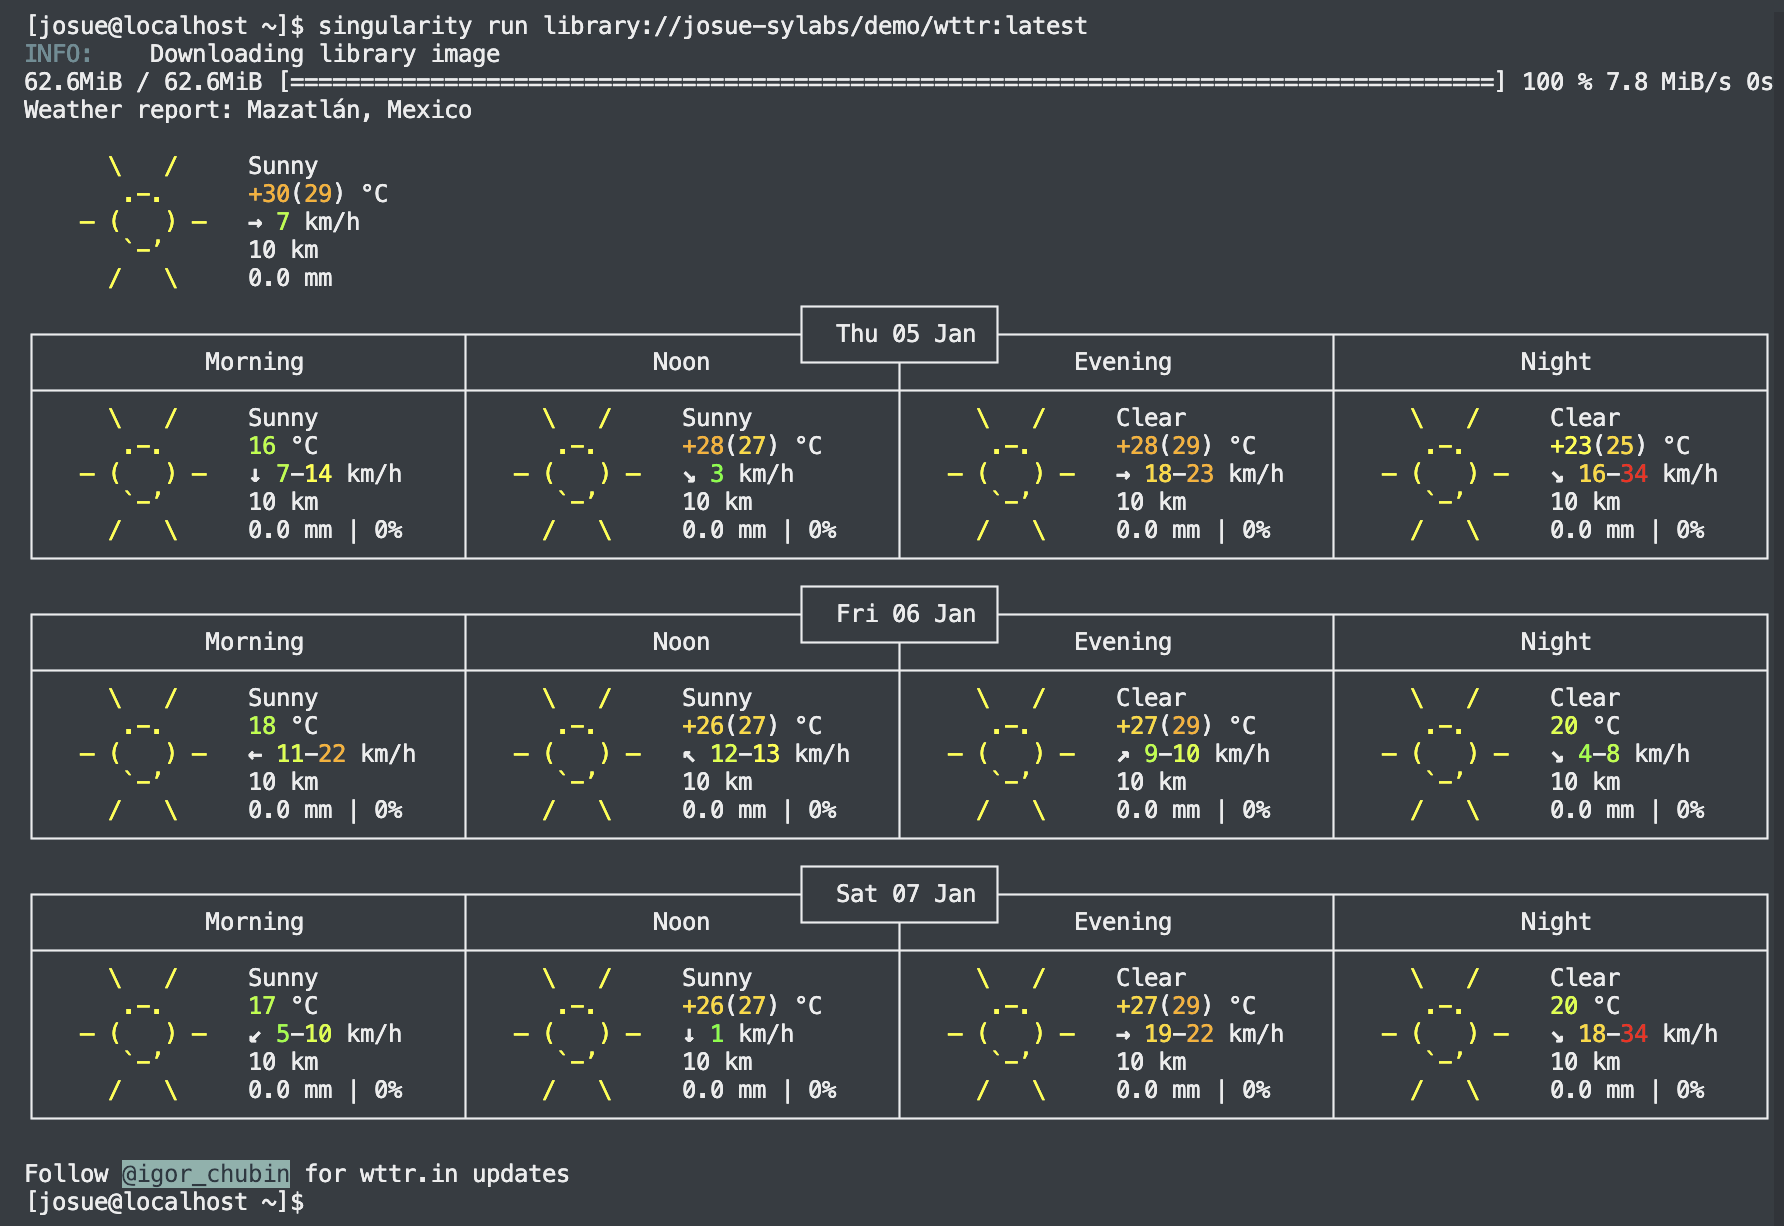 [josue@localhost ~]$ singularity run library://josue-sylabs/demo/wttr:latest
INFO:    Downloading library image
62.6MiB / 62.6MiB [======================================================================================] 100 % 7.8 MiB/s 0s
Weather report: Mazatlán, Mexico
Sunny
+30(29) °C
→ 7 km/h
10 km
0.0 mm
Thu 05 Jan
Morning Noon Evening Night
Sunny Sunny Clear Clear
16 °C +28(27) °C +28(29) °C +23(25) °C
↓ 7–14 km/h ↘ 3 km/h → 18–23 km/h ↘ 16–34 km/h
10 km 10 km 10 km 10 km
0.0 mm | 0% 0.0 mm | 0% 0.0 mm | 0% 0.0 mm | 0%
Fri 06 Jan
Morning Noon Evening Night
Sunny Sunny Clear Clear
18 °C +26(27) °C +27(29) °C 20 °C
← 11–22 km/h ↖ 12–13 km/h ↗ 9–10 km/h ↘ 4–8 km/h
10 km 10 km 10 km 10 km
0.0 mm | 0% 0.0 mm | 0% 0.0 mm | 0% 0.0 mm | 0%
Sat 07 Jan
Morning Noon Evening Night
Sunny Sunny Clear Clear
17 °C +26(27) °C +27(29) °C 20 °C
↙ 5–10 km/h ↓ 1 km/h → 19–22 km/h ↘ 18–34 km/h
10 km 10 km 10 km 10 km
0.0 mm | 0% 0.0 mm | 0% 0.0 mm | 0% 0.0 mm | 0%
Follow @igor_chubin for wttr.in updates
[josue@localhost ~]$